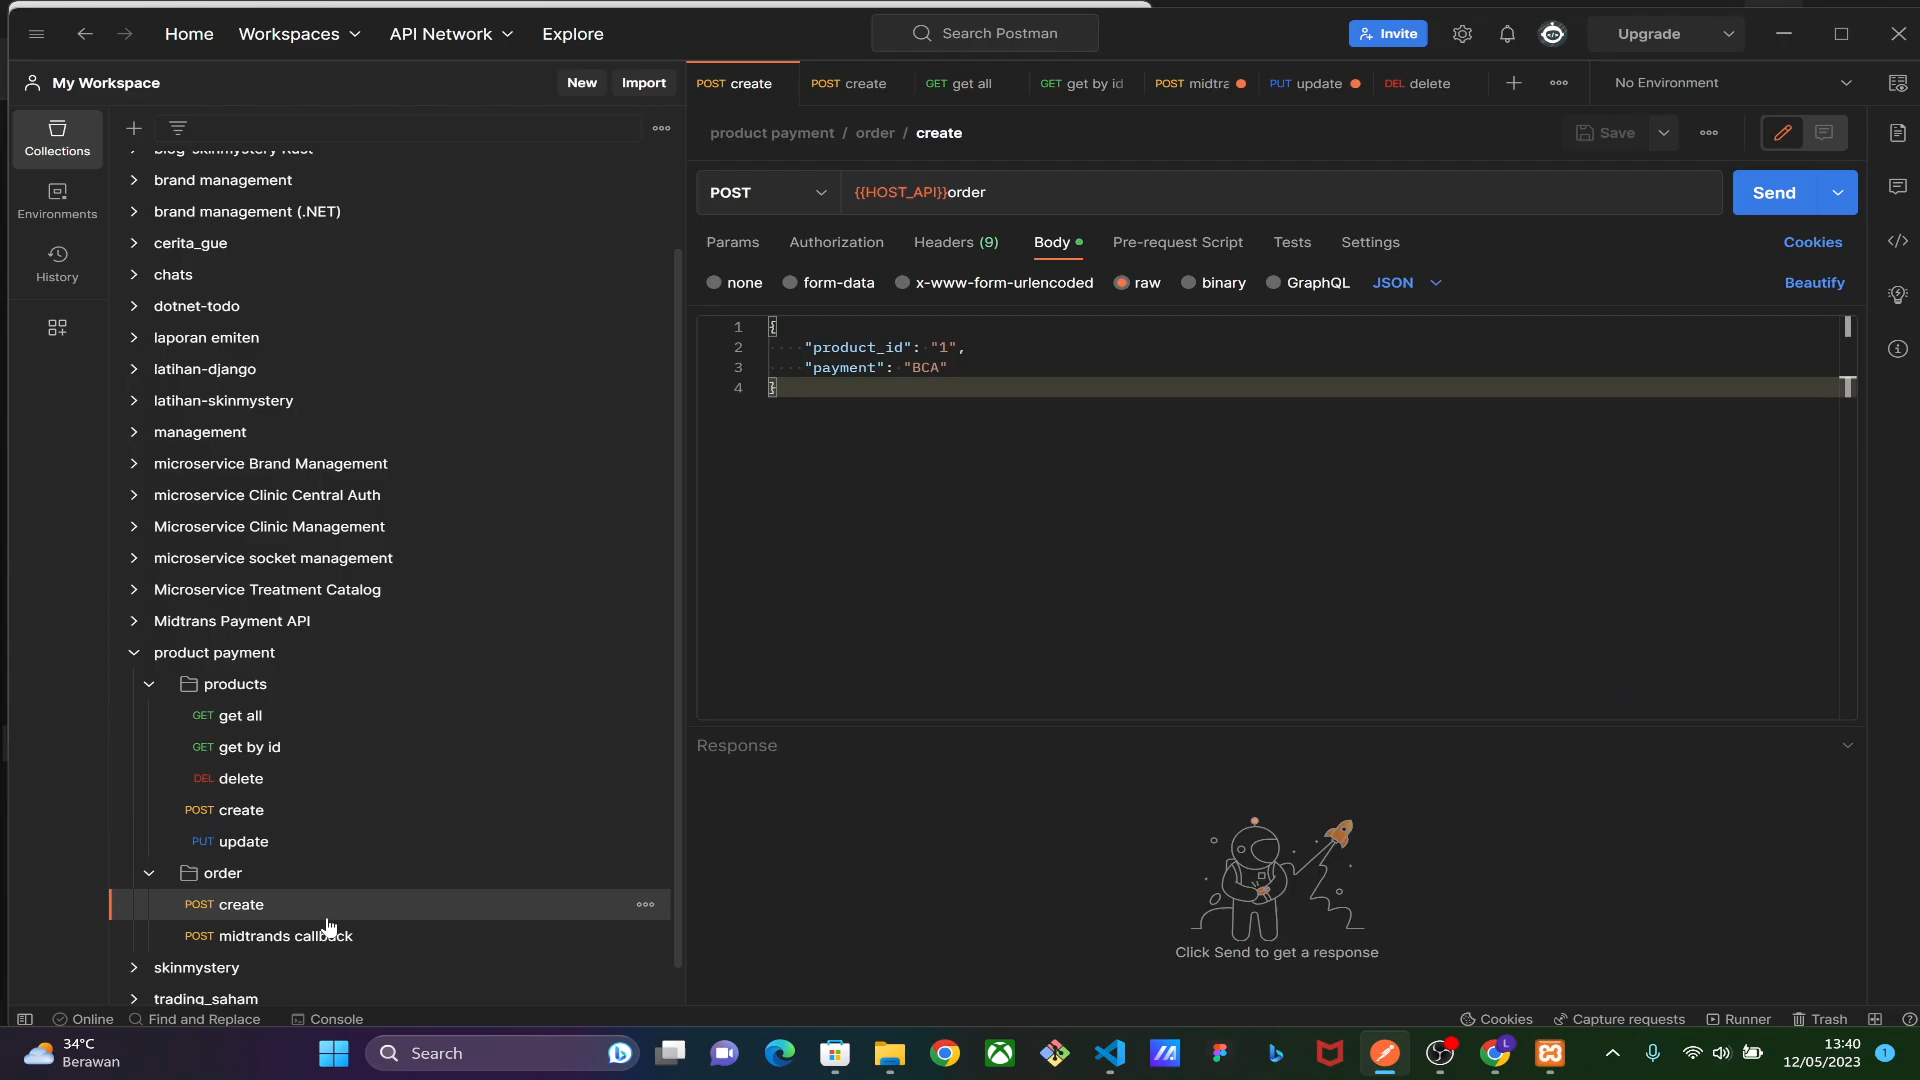 Home
Workspaces
API Network
Explore
Search Postman
Invite
Upgrade
My Workspace
New
Import
POST create
POST create
GET get all
GET get by id
POST midtra
PUT update
DEL delete
No Environment
Collections
Environments
History
blog-skinmystery Rust
brand management
brand management (.NET)
cerita_gue
chats
dotnet-todo
laporan emiten
latihan-django
latihan-skinmystery
management
microservice Brand Management
microservice Clinic Central Auth
Microservice Clinic Management
microservice socket management
Microservice Treatment Catalog
Midtrans Payment API
product payment
products
GET get all
GET get by id
DEL delete
POST create
PUT update
order
POST create
POST midtrands callback
skinmystery
trading_saham
product payment / order / create
Save
POST
{{HOST_API}}order
Send
Params
Authorization
Headers (9)
Body
Pre-request Script
Tests
Settings
Cookies
none
form-data
x-www-form-urlencoded
raw
binary
GraphQL
JSON
Beautify
1 {
2 "product_id": "1",
3 "payment": "BCA"
4 }
Response
Click Send to get a response
Online
Find and Replace
Console
Cookies
Capture requests
Runner
Trash
34°C
Berawan
Search
L
13:40
12/05/2023
1